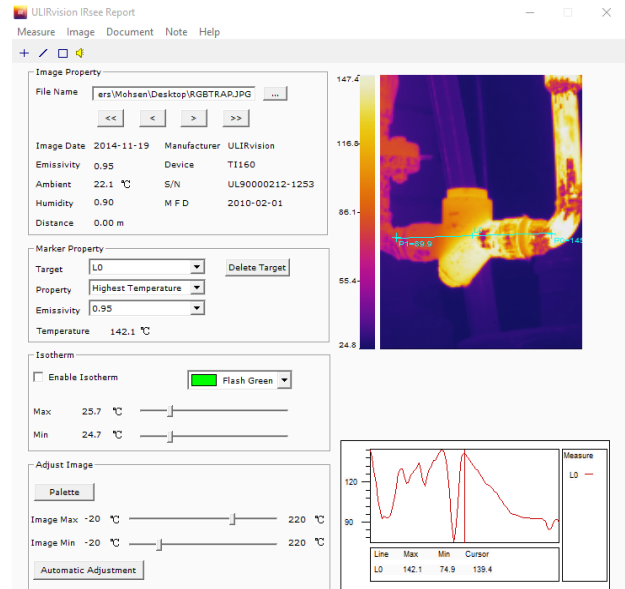 ULIRvision IRsee Report
Measure Image Document Note Help
Image Property
File Name ers\Mohsen\Desktop\RGBTRAP.JPG ...
<< < > >>
Image Date 2014-11-19 Manufacturer ULIRvision
Emissivity 0.95 Device TI160
Ambient 22.1 ℃ S/N UL90000212-1253
Humidity 0.90 M F D 2010-02-01
Distance 0.00 m
Marker Property
Target L0 Delete Target
Property Highest Temperature
Emissivity 0.95
Temperature 142.1 ℃
Isotherm
Enable Isotherm Flash Green
Max 25.7 ℃
Min 24.7 ℃
Adjust Image
Palette
Image Max -20 ℃ 220 ℃
Image Min -20 ℃ 220 ℃
Automatic Adjustment
147.4
116.8
86.1
55.4
24.8
P1=89.9
120
90
Measure
L0
Line Max Min Cursor
L0 142.1 74.9 139.4